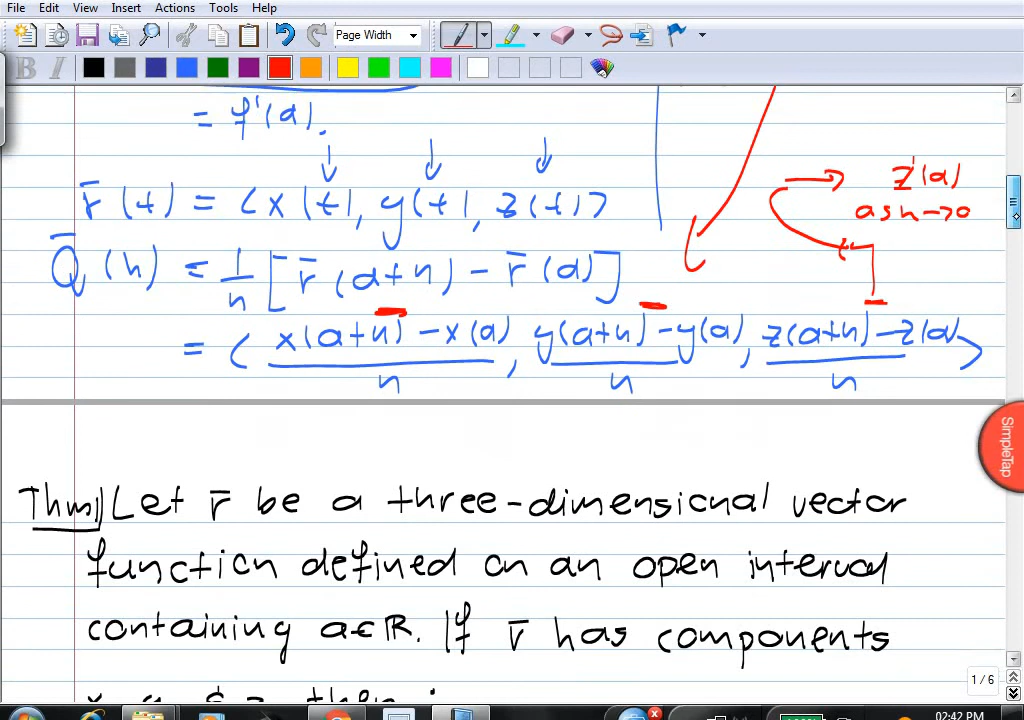 File Edit View Insert Actions Tools Help
Page Width
B I
= f'(a).
r̄(t) = ⟨x(t), y(t), z(t)⟩
z'(a)
as h→0
Q̄(h) = 1/h [r̄(a+h) - r̄(a)]
= ⟨ (x(a+h) - x(a))/h, (y(a+h) - y(a))/h, (z(a+h) - z(a))/h ⟩
SimpleTap
Thm) Let r̄ be a three-dimensional vector
function defined on an open interval
containing a∈ℝ. If r̄ has components
1 / 6
02:42 PM